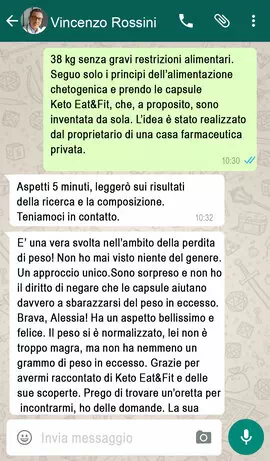 Vincenzo Rossini
38 kg senza gravi restrizioni alimentari.
Seguo solo i principi dell'alimentazione
chetogenica e prendo le capsule
Keto Eat&Fit, che, a proposito, sono
inventata da sola. L'idea è stato realizzato
dal proprietario di una casa farmaceutica
privata.
10:30
Aspetti 5 minuti, leggerò sui risultati
della ricerca e la composizione.
Teniamoci in contatto.
10:32
E' una vera svolta nell'ambito della perdita
di peso! Non ho mai visto niente del genere.
Un approccio unico.Sono sorpreso e non ho
il diritto di negare che le capsule aiutano
davvero a sbarazzarsi del peso in eccesso.
Brava, Alessia! Ha un aspetto bellissimo e
felice. Il peso si è normalizzato, lei non è
troppo magra, ma non ha nemmeno un
grammo di peso in eccesso. Grazie per
avermi raccontato di Keto Eat&Fit e delle
sue scoperte. Prego di trovare un'oretta per
incontrarmi, ho delle domande. La sua
Invia messaggio